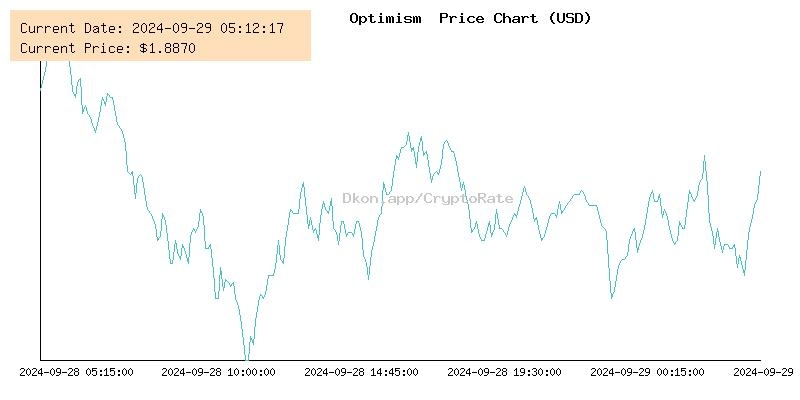 Optimism Price Chart (USD)
Current Date: 2024-09-29 05:12:17
Current Price: $1.8870
Dkon.app/CryptoRate
2024-09-28 05:15:00 2024-09-28 10:00:00 2024-09-28 14:45:00 2024-09-28 19:30:00 2024-09-29 00:15:00 2024-09-29